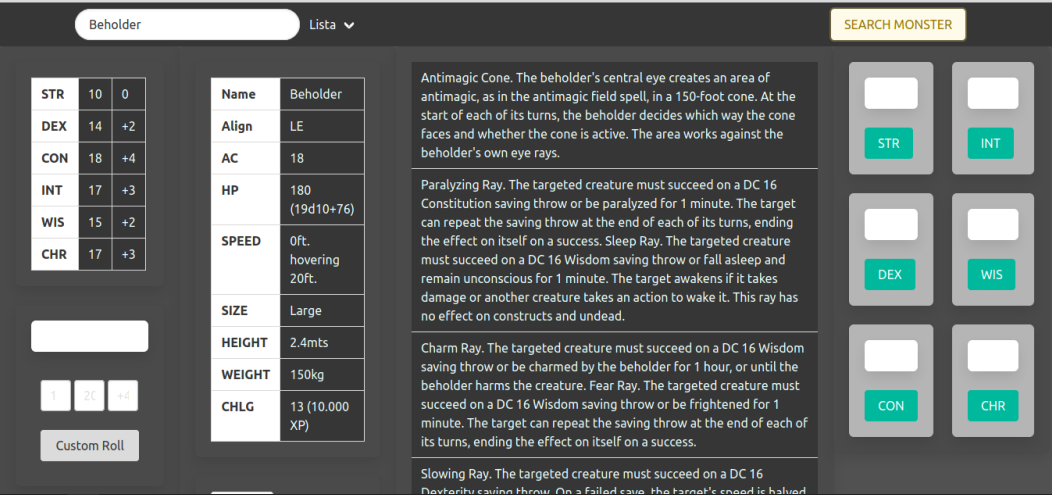 Beholder
Lista
SEARCH MONSTER
STR 10 0
DEX 14 +2
CON 18 +4
INT 17 +3
WIS 15 +2
CHR 17 +3
1 20 +4
Custom Roll
Name Beholder
Align LE
AC 18
HP 180
(19d10+76)
SPEED 0ft.
hovering
20ft.
SIZE Large
HEIGHT 2.4mts
WEIGHT 150kg
CHLG 13 (10.000
XP)
Antimagic Cone. The beholder's central eye creates an area of
antimagic, as in the antimagic field spell, in a 150-foot cone. At the
start of each of its turns, the beholder decides which way the cone
faces and whether the cone is active. The area works against the
beholder's own eye rays.
Paralyzing Ray. The targeted creature must succeed on a DC 16
Constitution saving throw or be paralyzed for 1 minute. The target
can repeat the saving throw at the end of each of its turns, ending
the effect on itself on a success. Sleep Ray. The targeted creature
must succeed on a DC 16 Wisdom saving throw or fall asleep and
remain unconscious for 1 minute. The target awakens if it takes
damage or another creature takes an action to wake it. This ray has
no effect on constructs and undead.
Charm Ray. The targeted creature must succeed on a DC 16 Wisdom
saving throw or be charmed by the beholder for 1 hour, or until the
beholder harms the creature. Fear Ray. The targeted creature must
succeed on a DC 16 Wisdom saving throw or be frightened for 1
minute. The target can repeat the saving throw at the end of each of
its turns, ending the effect on itself on a success.
Slowing Ray. The targeted creature must succeed on a DC 16
Dexterity saving throw. On a failed save, the target's speed is halved
STR
INT
DEX
WIS
CON
CHR